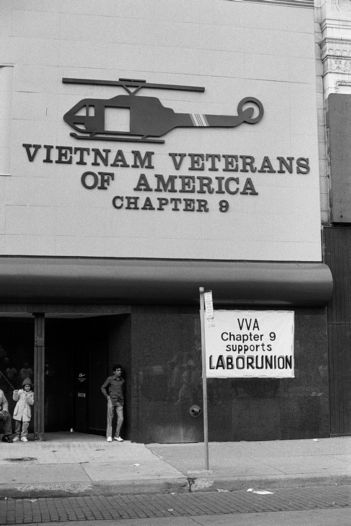 VIETNAM VETERANS
OF AMERICA
CHAPTER 9
VVA
Chapter 9
supports
LABORUNION